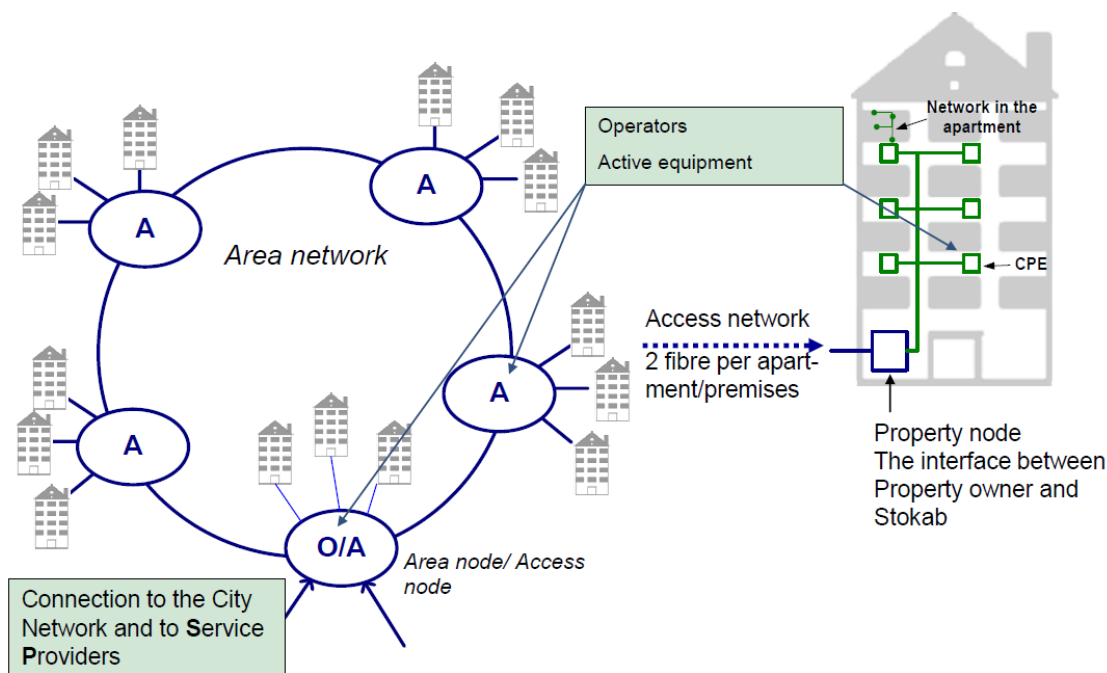 A
A
Area network
A
A
O/A
Area node/ Access
node
Connection to the City
Network and to Service
Providers
Operators
Active equipment
Access network
2 fibre per apart-
ment/premises
Network in the
apartment
CPE
Property node
The interface between
Property owner and
Stokab